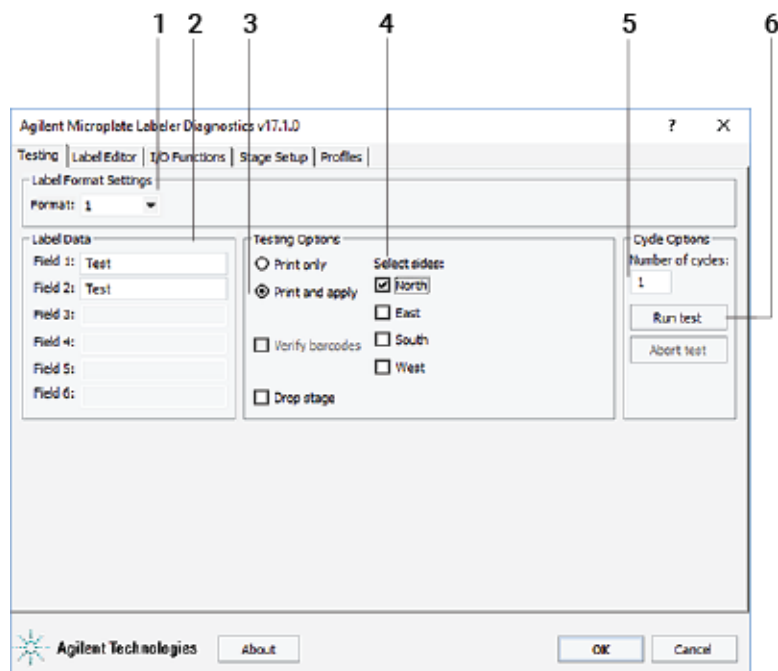 1 2 3 4 5 6
Agilent Microplate Labeler Diagnostics v17.1.0 ? X
Testing Label Editor I/O Functions Stage Setup Profiles
Label Format Settings
Format: 1
Label Data
Field 1: Test
Field 2: Test
Field 3:
Field 4:
Field 5:
Field 6:
Testing Options
Print only
Print and apply
Verify barcodes
Drop stage
Select sides:
North
East
South
West
Cycle Options
Number of cycles:
1
Run test
Abort test
Agilent Technologies About OK Cancel